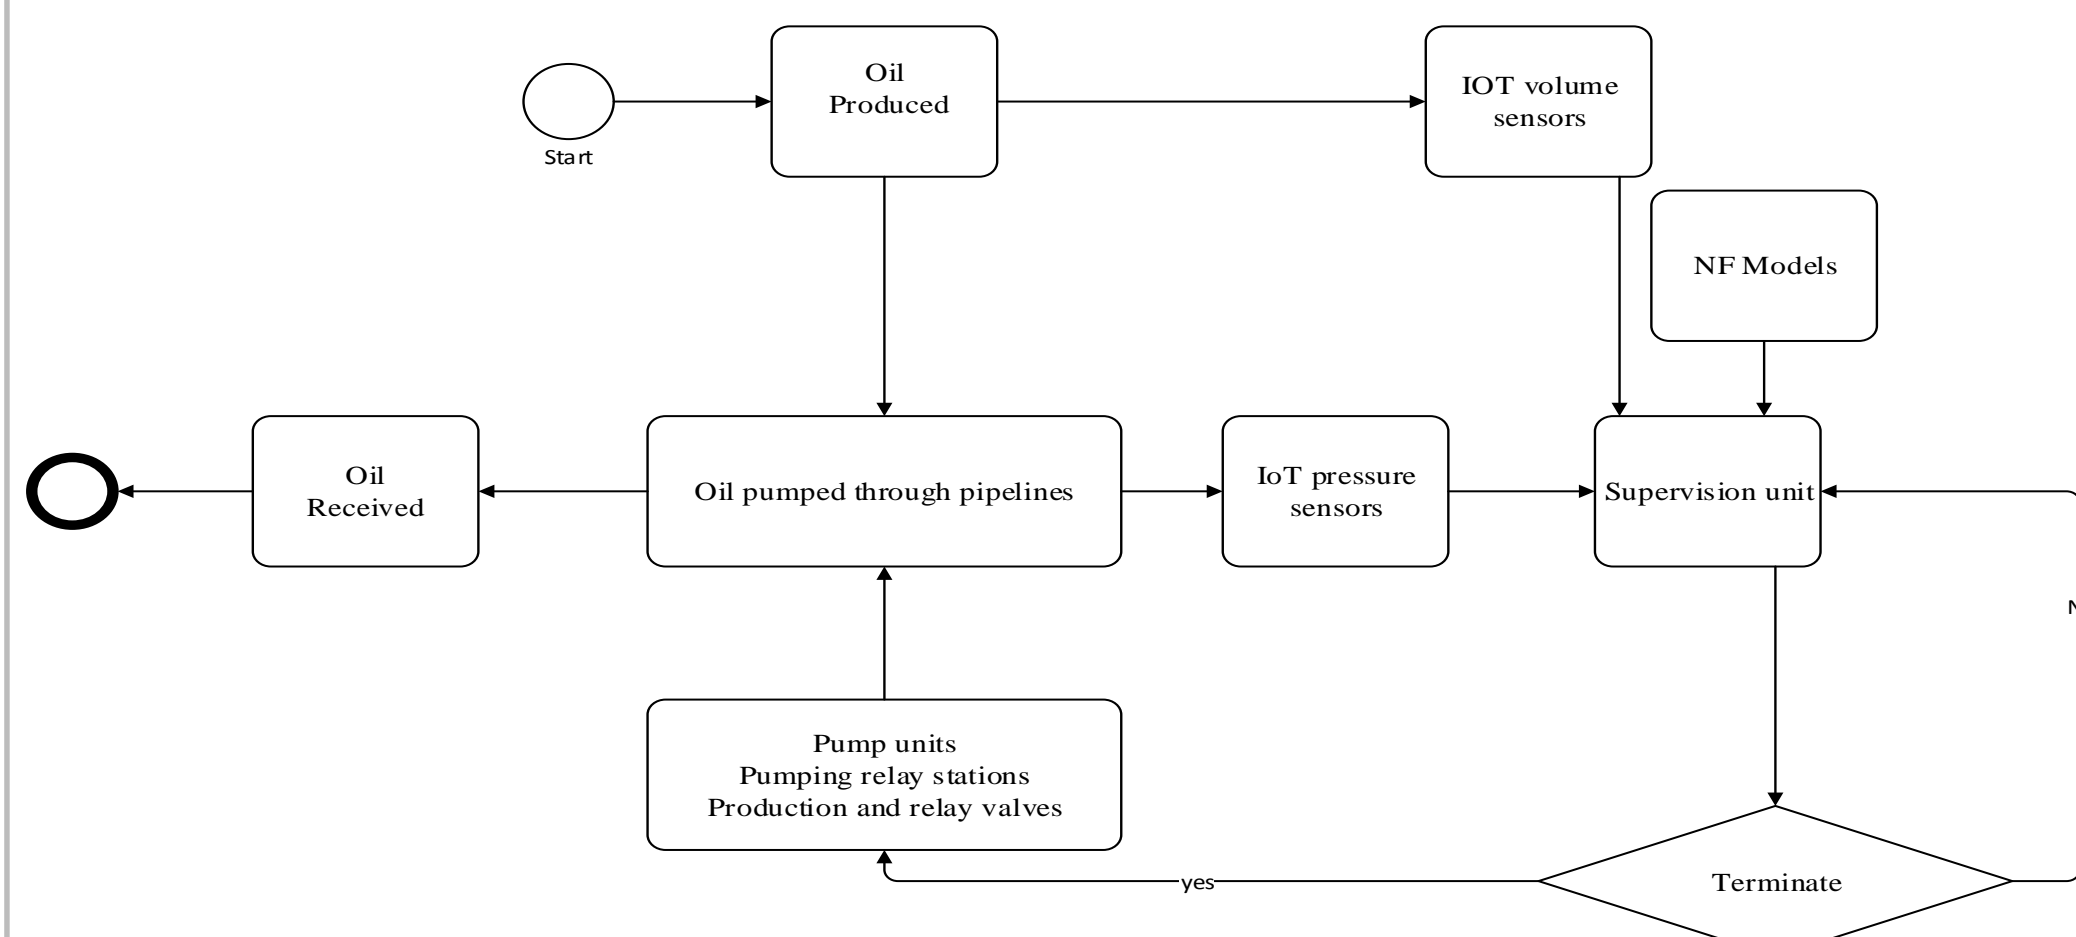 Oil
Produced
IOT volume
sensors
Start
NF Models
Oil
Received
Oil pumped through pipelines
IoT pressure
sensors
Supervision unit
Pump units
Pumping relay stations
Production and relay valves
yes
Terminate